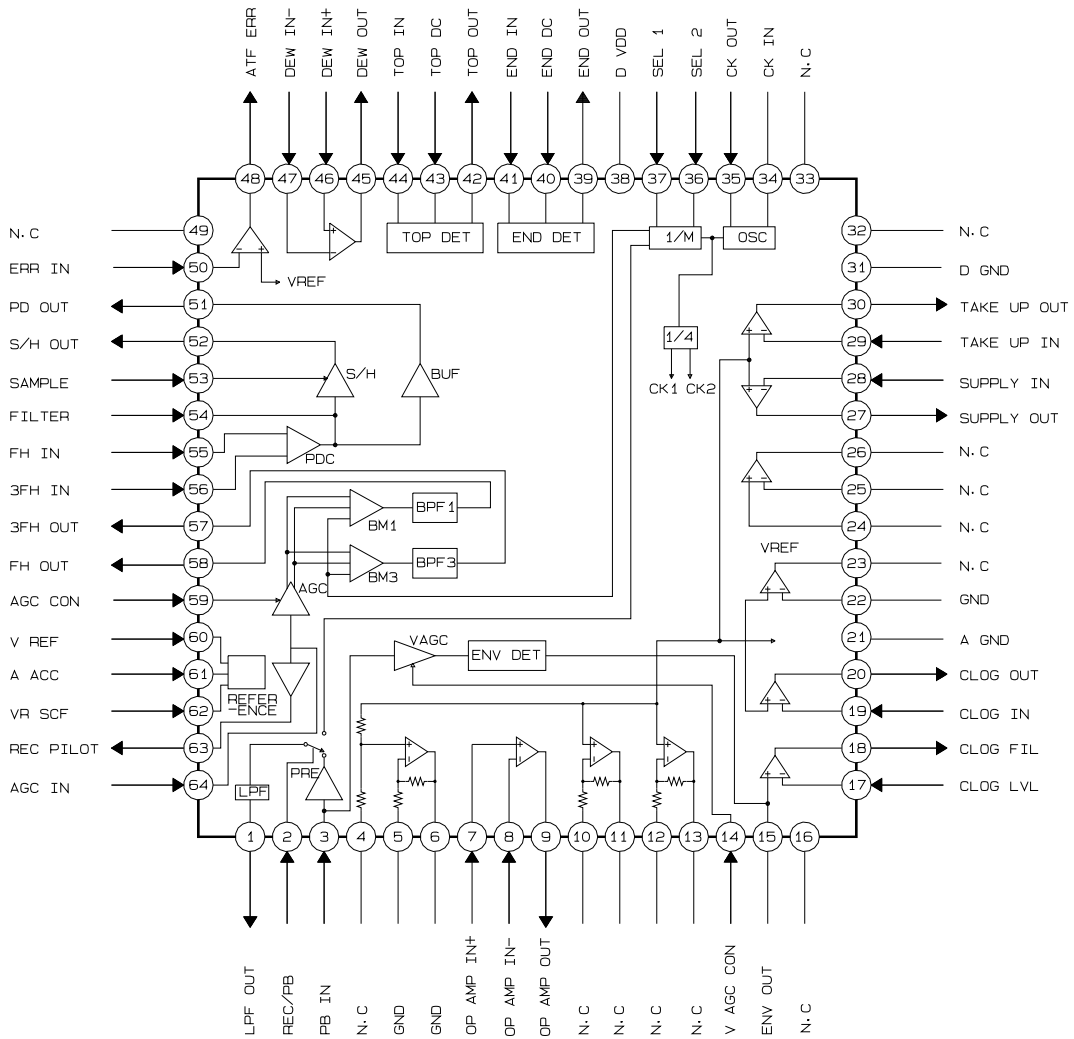 ATF ERR
DEW IN-
DEW IN+
DEW OUT
TOP IN
TOP DC
TOP OUT
END IN
END DC
END OUT
D VDD
SEL 1
SEL 2
CK OUT
CK IN
N.C
48 47 46 45 44 43 42 41 40 39 38 37 36 35 34 33
N.C
ERR IN
PD OUT
S/H OUT
SAMPLE
FILTER
FH IN
3FH IN
3FH OUT
FH OUT
AGC CON
V REF
A ACC
VR SCF
REC PILOT
AGC IN
49
50
51
52
53
54
55
56
57
58
59
60
61
62
63
64
- +
VREF
+
-
TOP DET
END DET
1/M
OSC
1/4
CK1 CK2
S/H
BUF
PDC
BM1
BPF1
BM3
BPF3
AGC
REFER
-ENCE
VAGC
ENV DET
PRE
LPF
+
-
+
-
+
-
+
-
+ -
+ -
+ -
VREF
+ -
+ -
+ -
32
31
30
29
28
27
26
25
24
23
22
21
20
19
18
17
N.C
D GND
TAKE UP OUT
TAKE UP IN
SUPPLY IN
SUPPLY OUT
N.C
N.C
N.C
N.C
GND
A GND
CLOG OUT
CLOG IN
CLOG FIL
CLOG LVL
1 2 3 4 5 6 7 8 9 10 11 12 13 14 15 16
LPF OUT
REC/PB
PB IN
N.C
GND
GND
OP AMP IN+
OP AMP IN-
OP AMP OUT
N.C
N.C
N.C
N.C
V AGC CON
ENV OUT
N.C